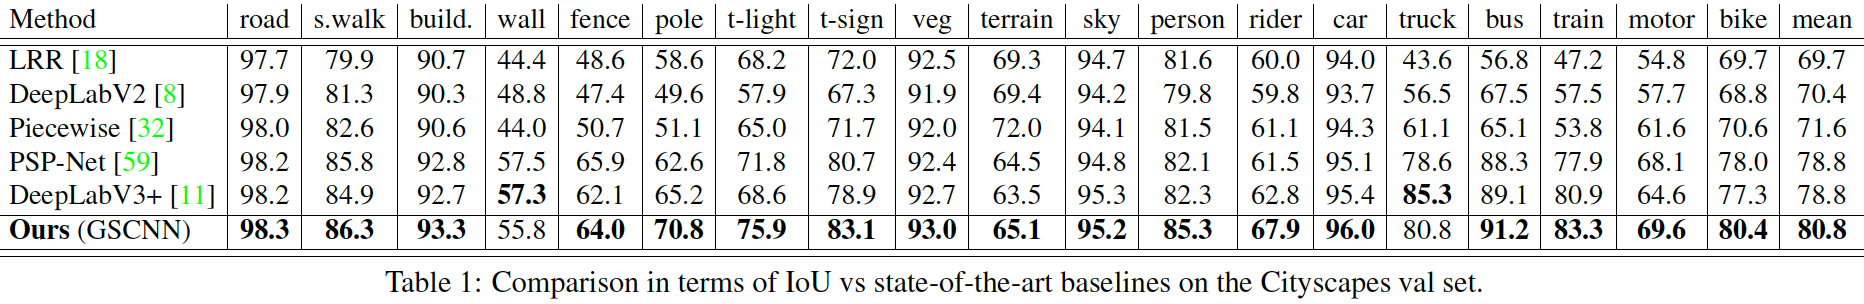 Method road s.walk build. wall fence pole t-light t-sign veg terrain sky person rider car truck bus train motor bike mean
LRR [18] 97.7 79.9 90.7 44.4 48.6 58.6 68.2 72.0 92.5 69.3 94.7 81.6 60.0 94.0 43.6 56.8 47.2 54.8 69.7 69.7
DeepLabV2 [8] 97.9 81.3 90.3 48.8 47.4 49.6 57.9 67.3 91.9 69.4 94.2 79.8 59.8 93.7 56.5 67.5 57.5 57.7 68.8 70.4
Piecewise [32] 98.0 82.6 90.6 44.0 50.7 51.1 65.0 71.7 92.0 72.0 94.1 81.5 61.1 94.3 61.1 65.1 53.8 61.6 70.6 71.6
PSP-Net [59] 98.2 85.8 92.8 57.5 65.9 62.6 71.8 80.7 92.4 64.5 94.8 82.1 61.5 95.1 78.6 88.3 77.9 68.1 78.0 78.8
DeepLabV3+ [11] 98.2 84.9 92.7 57.3 62.1 65.2 68.6 78.9 92.7 63.5 95.3 82.3 62.8 95.4 85.3 89.1 80.9 64.6 77.3 78.8
Ours (GSCNN) 98.3 86.3 93.3 55.8 64.0 70.8 75.9 83.1 93.0 65.1 95.2 85.3 67.9 96.0 80.8 91.2 83.3 69.6 80.4 80.8
Table 1: Comparison in terms of IoU vs state-of-the-art baselines on the Cityscapes val set.